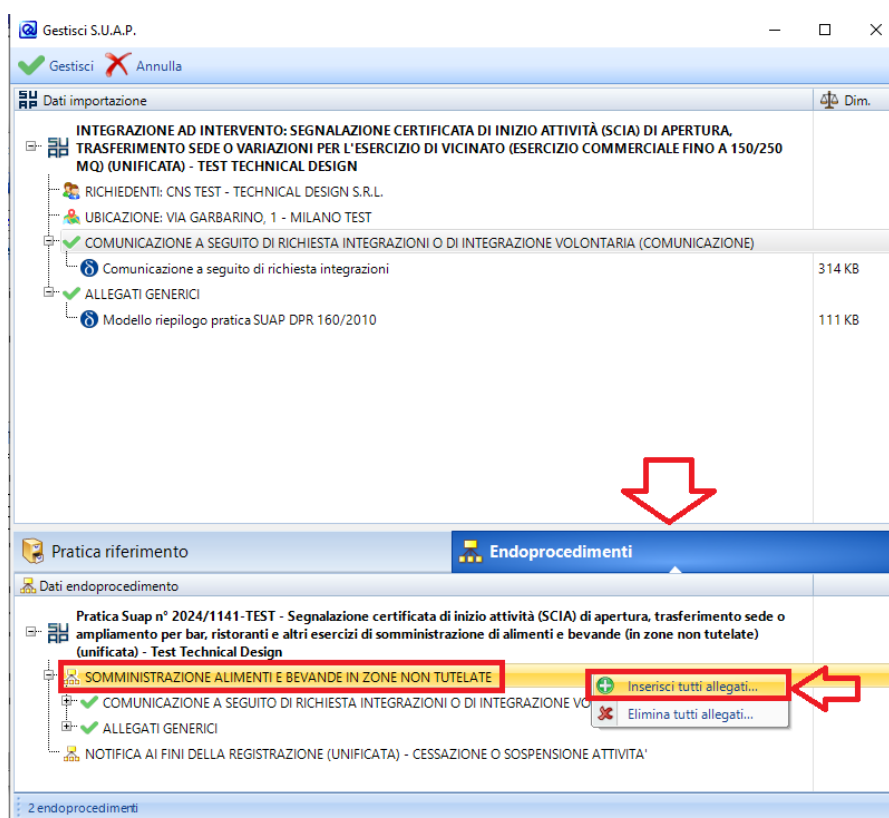 Gestisci S.U.A.P.
Gestisci Annulla
Dati importazione Dim.
INTEGRAZIONE AD INTERVENTO: SEGNALAZIONE CERTIFICATA DI INIZIO ATTIVITÀ (SCIA) DI APERTURA,
TRASFERIMENTO SEDE O VARIAZIONI PER L'ESERCIZIO DI VICINATO (ESERCIZIO COMMERCIALE FINO A 150/250
MQ) (UNIFICATA) - TEST TECHNICAL DESIGN
RICHIEDENTI: CNS TEST - TECHNICAL DESIGN S.R.L.
UBICAZIONE: VIA GARBARINO, 1 - MILANO TEST
COMUNICAZIONE A SEGUITO DI RICHIESTA INTEGRAZIONI O DI INTEGRAZIONE VOLONTARIA (COMUNICAZIONE)
Comunicazione a seguito di richiesta integrazioni 314 KB
ALLEGATI GENERICI
Modello riepilogo pratica SUAP DPR 160/2010 111 KB
Pratica riferimento Endoprocedimenti
Dati endoprocedimento
Pratica Suap n° 2024/1141-TEST - Segnalazione certificata di inizio attività (SCIA) di apertura, trasferimento sede o
ampliamento per bar, ristoranti e altri esercizi di somministrazione di alimenti e bevande (in zone non tutelate)
(unificata) - Test Technical Design
SOMMINISTRAZIONE ALIMENTI E BEVANDE IN ZONE NON TUTELATE
Inserisci tutti allegati...
COMUNICAZIONE A SEGUITO DI RICHIESTA INTEGRAZIONI O DI INTEGRAZIONE VO
Elimina tutti allegati...
ALLEGATI GENERICI
NOTIFICA AI FINI DELLA REGISTRAZIONE (UNIFICATA) - CESSAZIONE O SOSPENSIONE ATTIVITA'
2 endoprocedimenti